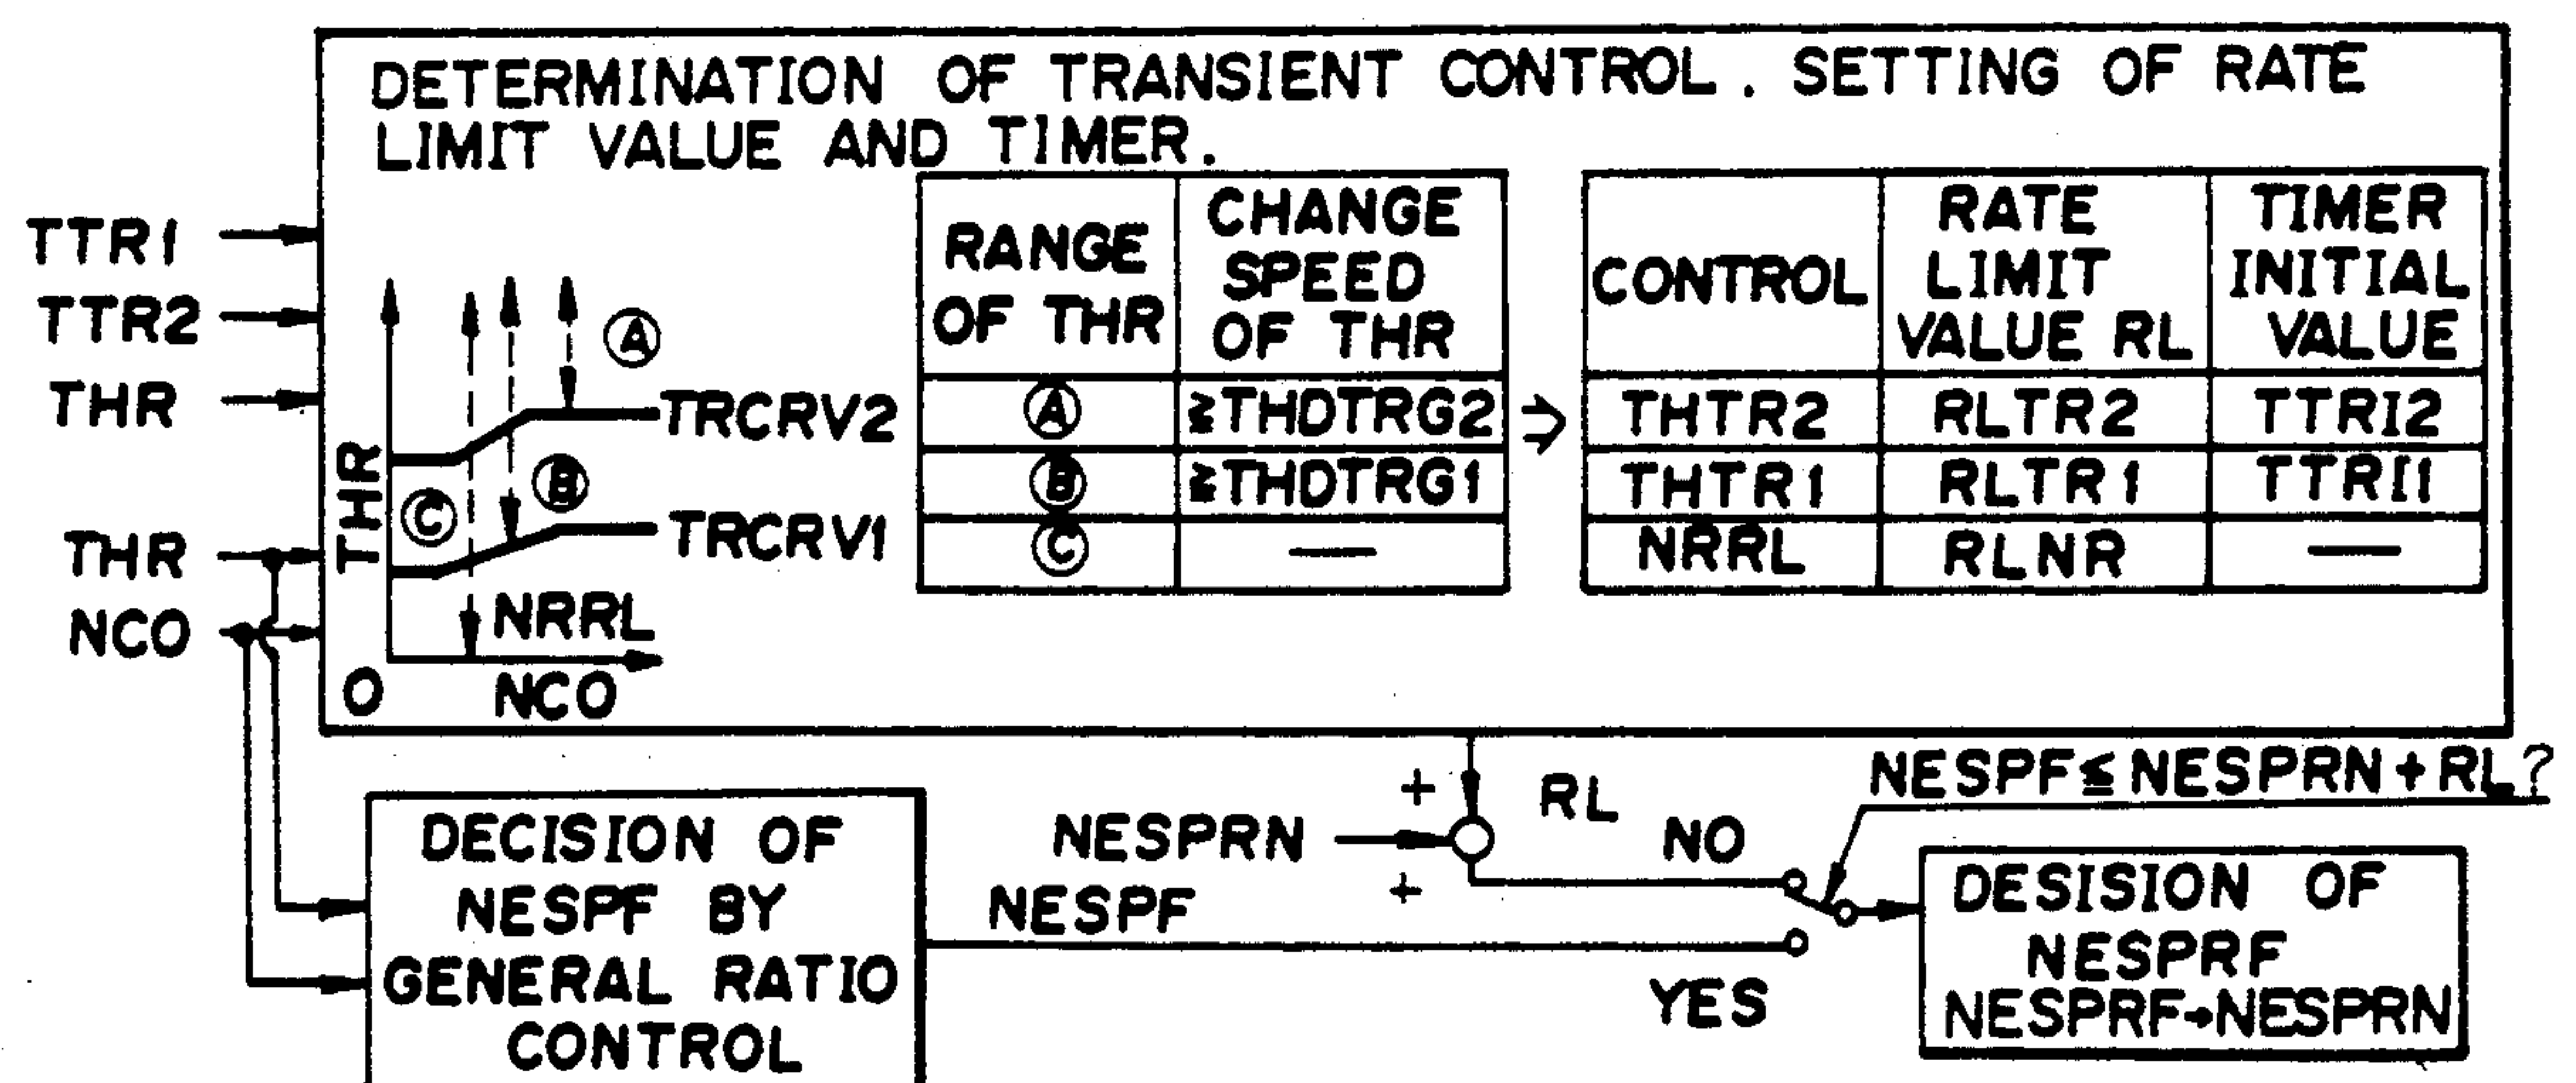 DETERMINATION OF TRANSIENT CONTROL. SETTING OF RATE
LIMIT VALUE AND TIMER.
TTR1
TTR2
THR
THR
NCO
THR
A
B
C
TRCRV2
TRCRV1
NRRL
O
NCO
RANGE
OF THR
CHANGE
SPEED
OF THR
A
≧THDTRG2
B
≧THDTRG1
C
—
⇒
CONTROL
RATE
LIMIT
VALUE RL
TIMER
INITIAL
VALUE
THTR2
RLTR2
TTRI2
THTR1
RLTR1
TTRI1
NRRL
RLNR
—
DECISION OF
NESPF BY
GENERAL RATIO
CONTROL
NESPRN
+
+
RL
NESPF
NO
YES
NESPF≦NESPRN+RL?
DESISION OF
NESPRF
NESPRF→NESPRN